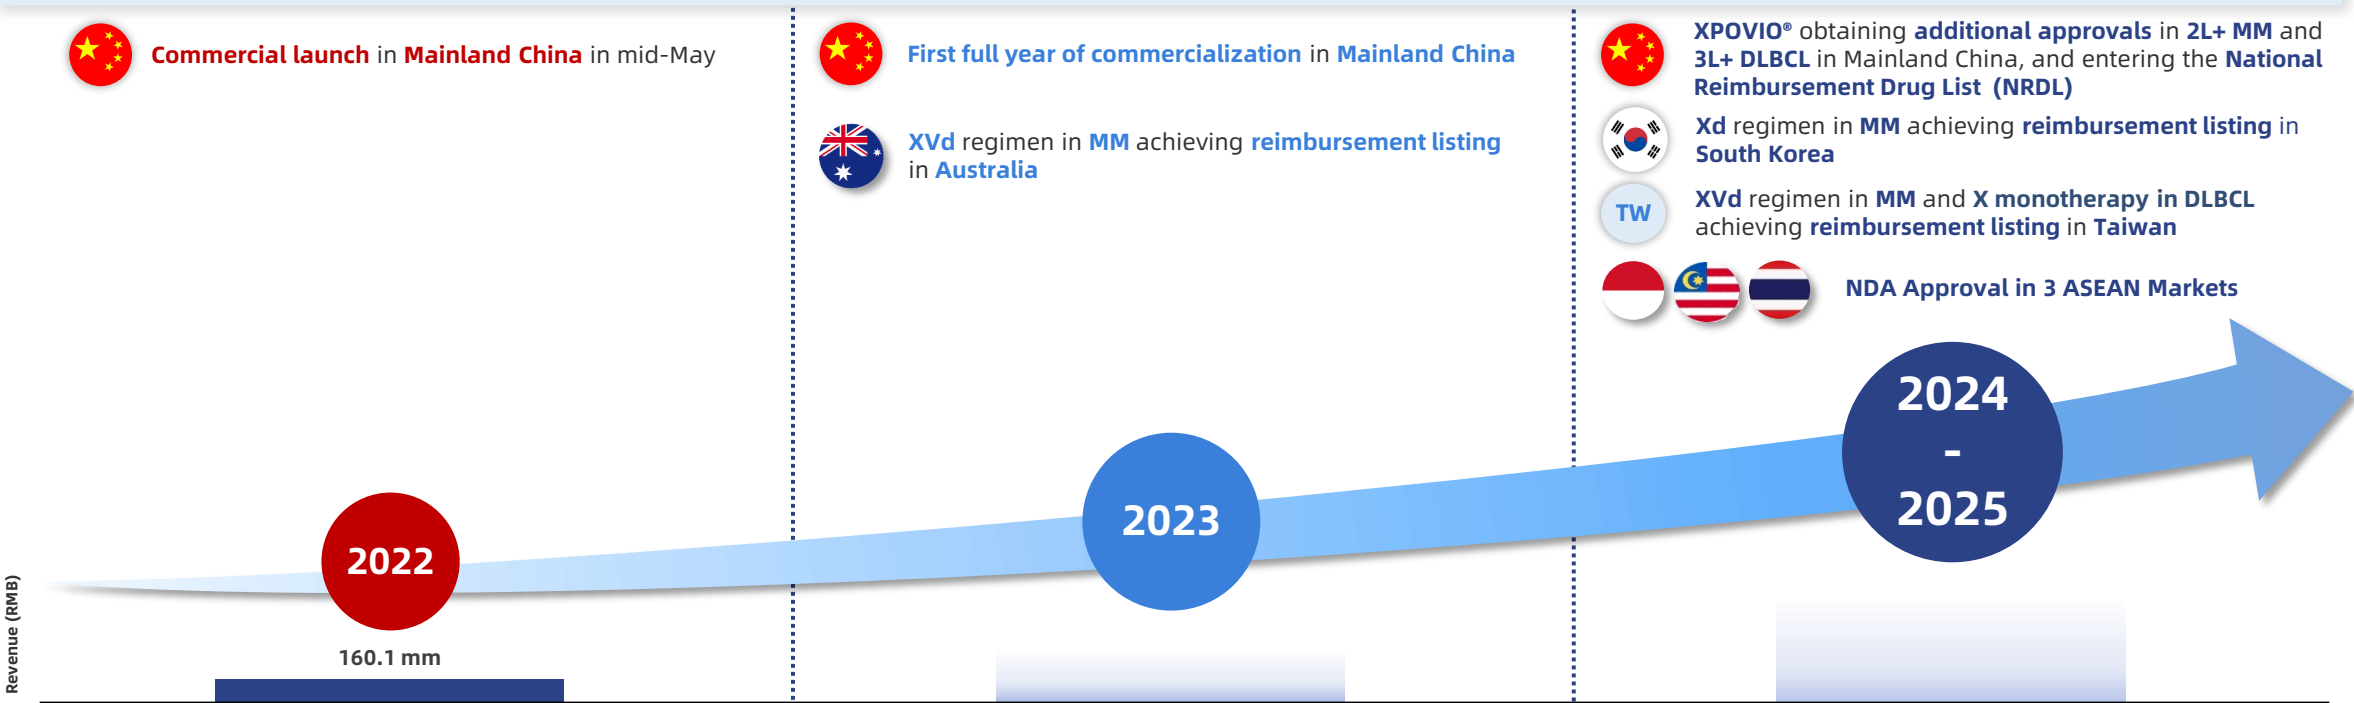 Commercial launch in Mainland China in mid-May
First full year of commercialization in Mainland China
XVd regimen in MM achieving reimbursement listing
in Australia
XPOVIO® obtaining additional approvals in 2L+ MM and
3L+ DLBCL in Mainland China, and entering the National
Reimbursement Drug List (NRDL)
Xd regimen in MM achieving reimbursement listing in
South Korea
TW
XVd regimen in MM and X monotherapy in DLBCL
achieving reimbursement listing in Taiwan
NDA Approval in 3 ASEAN Markets
2022
2023
2024
-
2025
Revenue (RMB)
160.1 mm